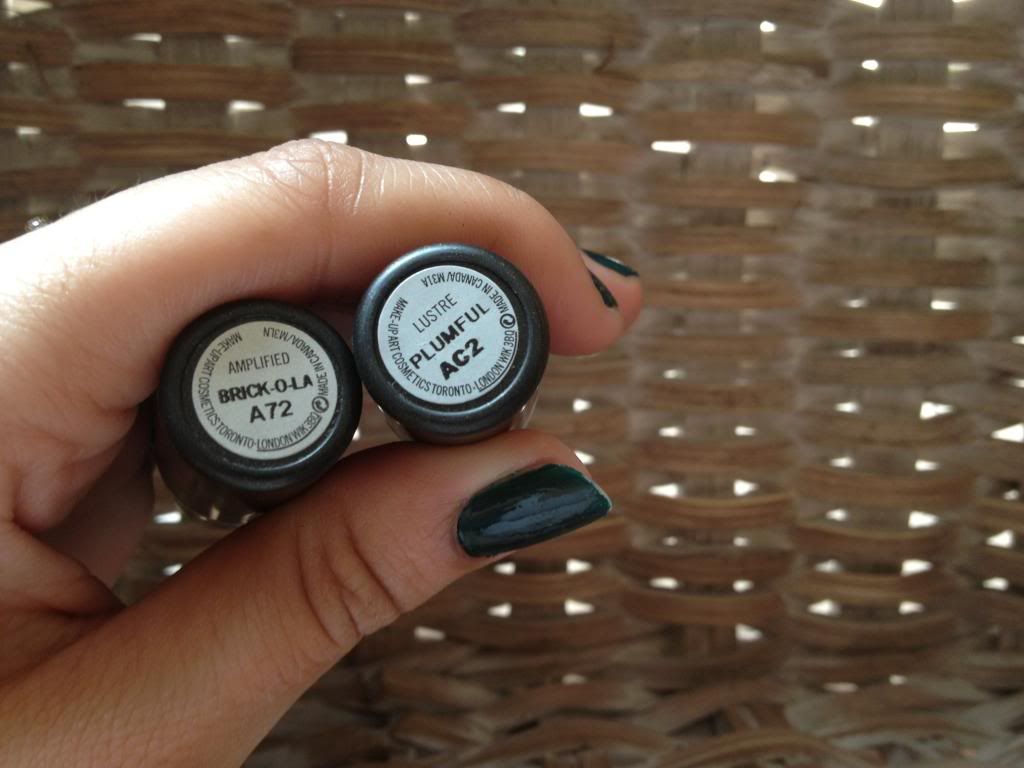 AMPLIFIED
BRICK-O-LA
A72
MAKE-UP ART COSMETICS TORONTO-LONDON W1K 3BQ MADE IN CANADA/M3LN
LUSTRE
PLUMFUL
AC2
MAKE-UP ART COSMETICS TORONTO-LONDON W1K 3BQ MADE IN CANADA/M31A